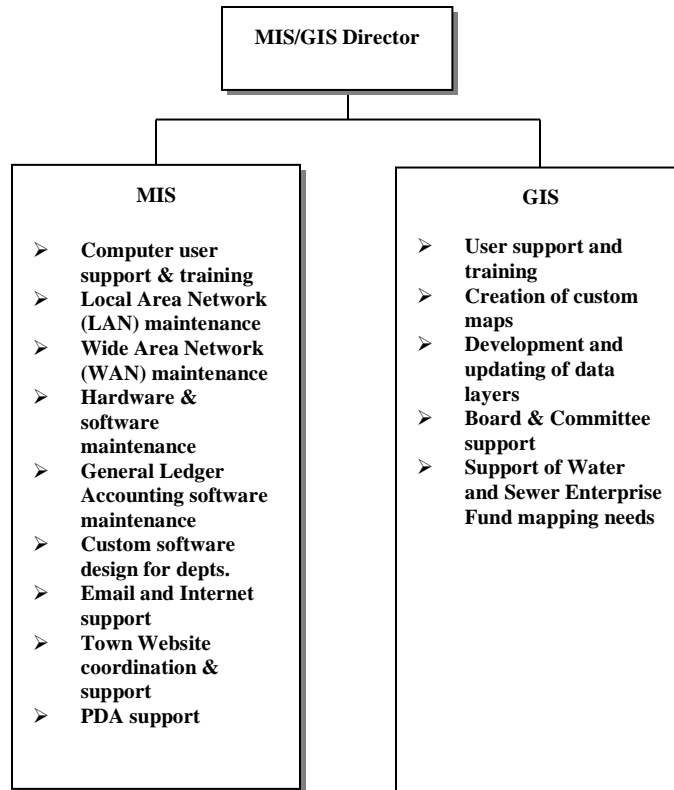 MIS/GIS Director
MIS
➢ Computer user
support & training
➢ Local Area Network
(LAN) maintenance
➢ Wide Area Network
(WAN) maintenance
➢ Hardware &
software
maintenance
➢ General Ledger
Accounting software
maintenance
➢ Custom software
design for depts.
➢ Email and Internet
support
➢ Town Website
coordination &
support
➢ PDA support
GIS
➢ User support and
training
➢ Creation of custom
maps
➢ Development and
updating of data
layers
➢ Board & Committee
support
➢ Support of Water
and Sewer Enterprise
Fund mapping needs